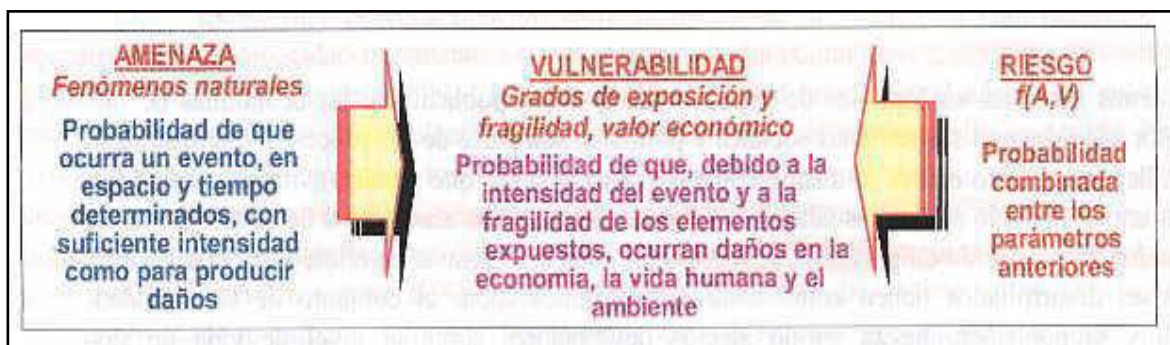 AMENAZA
Fenómenos naturales
Probabilidad de que
ocurra un evento, en
espacio y tiempo
determinados, con
suficiente intensidad
como para producir
daños
VULNERABILIDAD
Grados de exposición y
fragilidad, valor económico
Probabilidad de que, debido a la
intensidad del evento y a la
fragilidad de los elementos
expuestos, ocurran daños en la
economía, la vida humana y el
ambiente
RIESGO
f(A,V)
Probabilidad
combinada
entre los
parámetros
anteriores